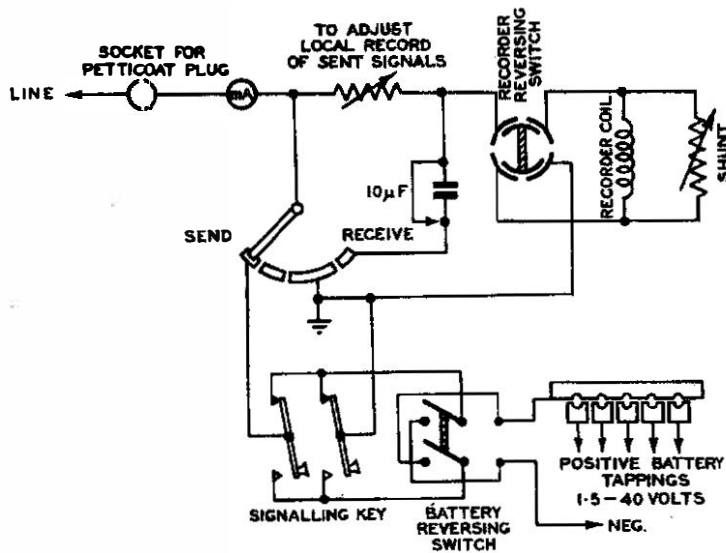 TO ADJUST
LOCAL RECORD
OF SENT SIGNALS
SOCKET FOR
PETTICOAT PLUG
LINE
mA
RECORDER
REVERSING
SWITCH
RECORDER COIL
SHUNT
10μF
SEND
RECEIVE
POSITIVE BATTERY
TAPPINGS
1·5–40 VOLTS
SIGNALLING KEY
BATTERY
REVERSING
SWITCH
NEG.